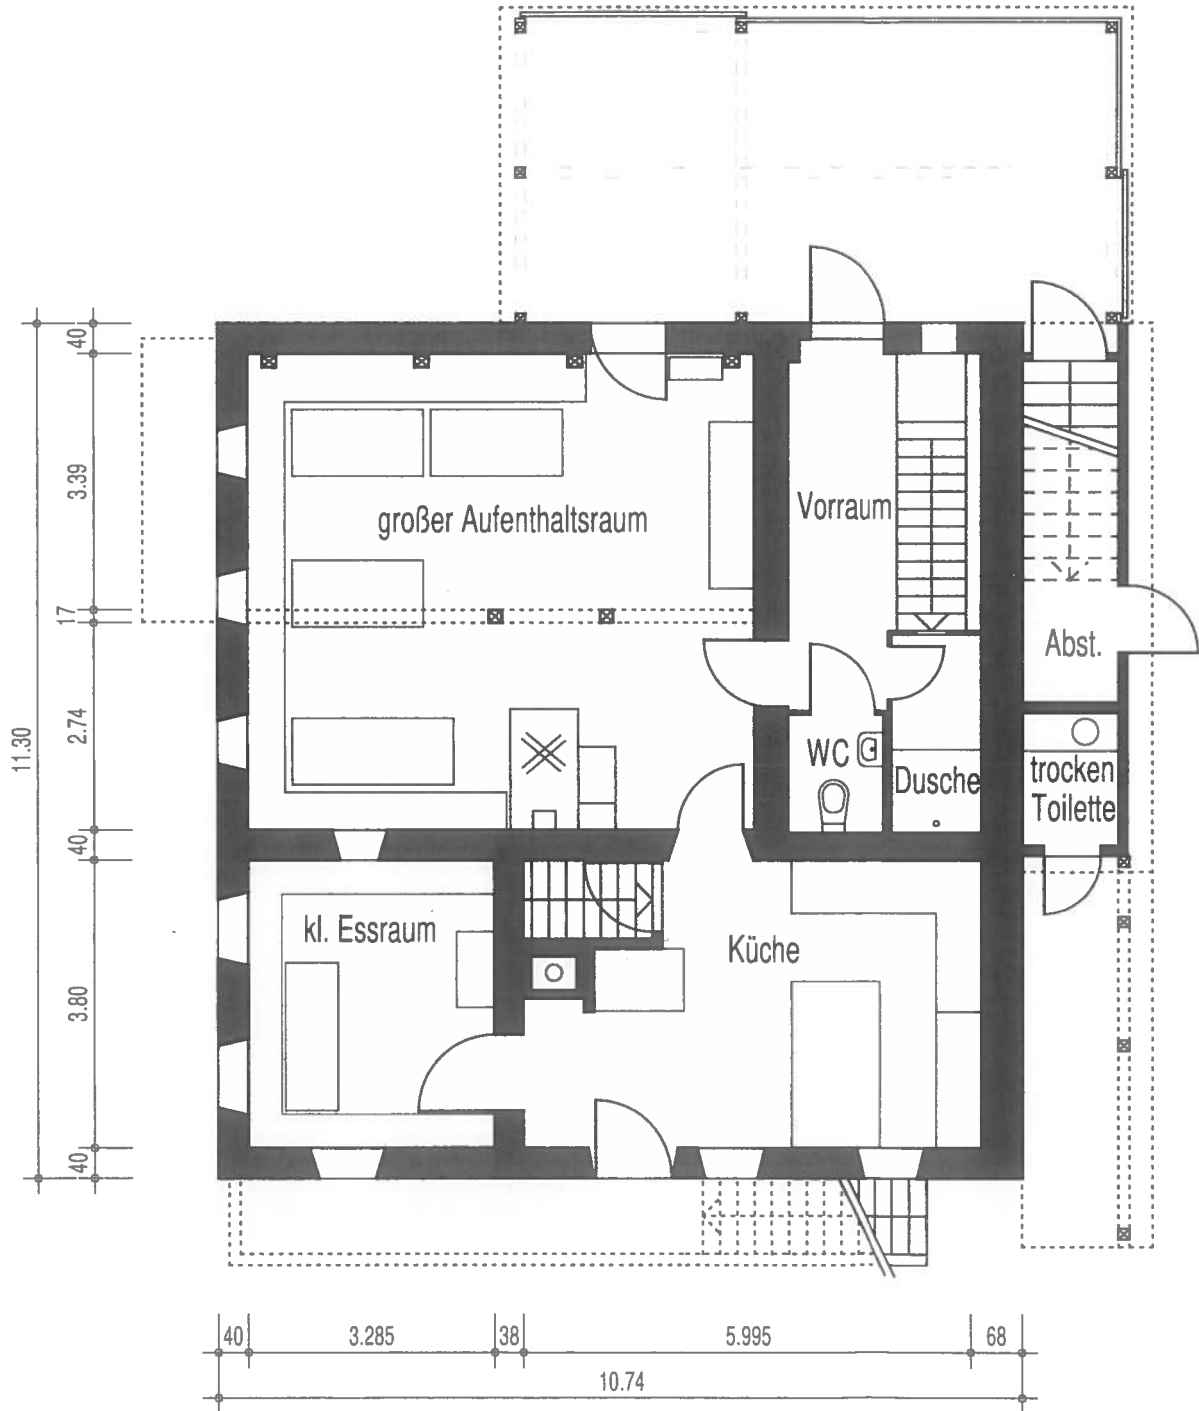 40
3.39
17
2.74
11.30
40
3.80
40
großer Aufenthaltsraum
Vorraum
Abst.
WC
Dusche
trocken
Toilette
kl. Essraum
Küche
40
3.285
38
5.995
68
10.74